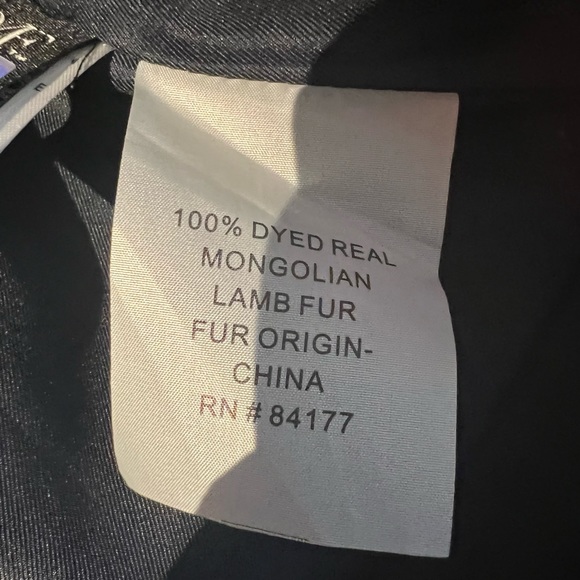 100% DYED REAL
MONGOLIAN
LAMB FUR
FUR ORIGIN-
CHINA
RN # 84177